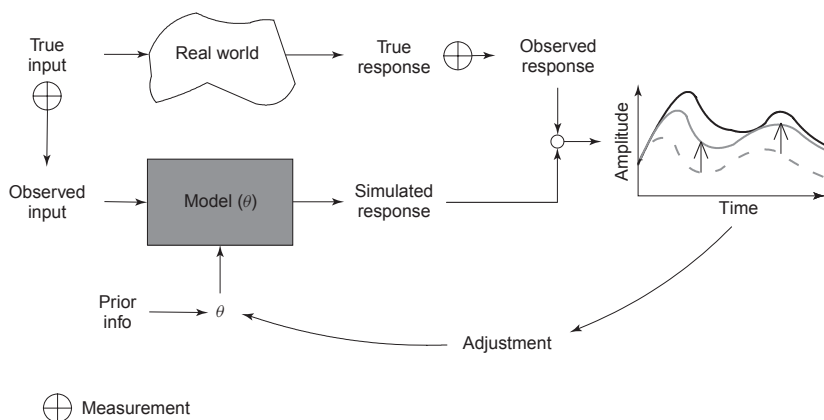 True
input
Real world
True
response
Observed
response
Amplitude
Time
Observed
input
Model (θ)
Simulated
response
Prior
info
θ
Adjustment
Measurement